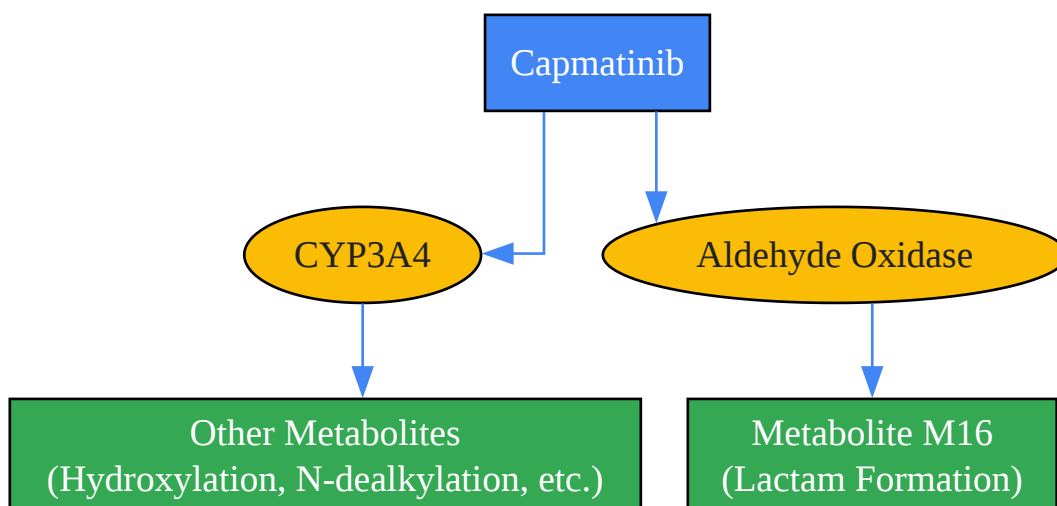 Capmatinib
CYP3A4
Aldehyde Oxidase
Other Metabolites
(Hydroxylation, N-dealkylation, etc.)
Metabolite M16
(Lactam Formation)